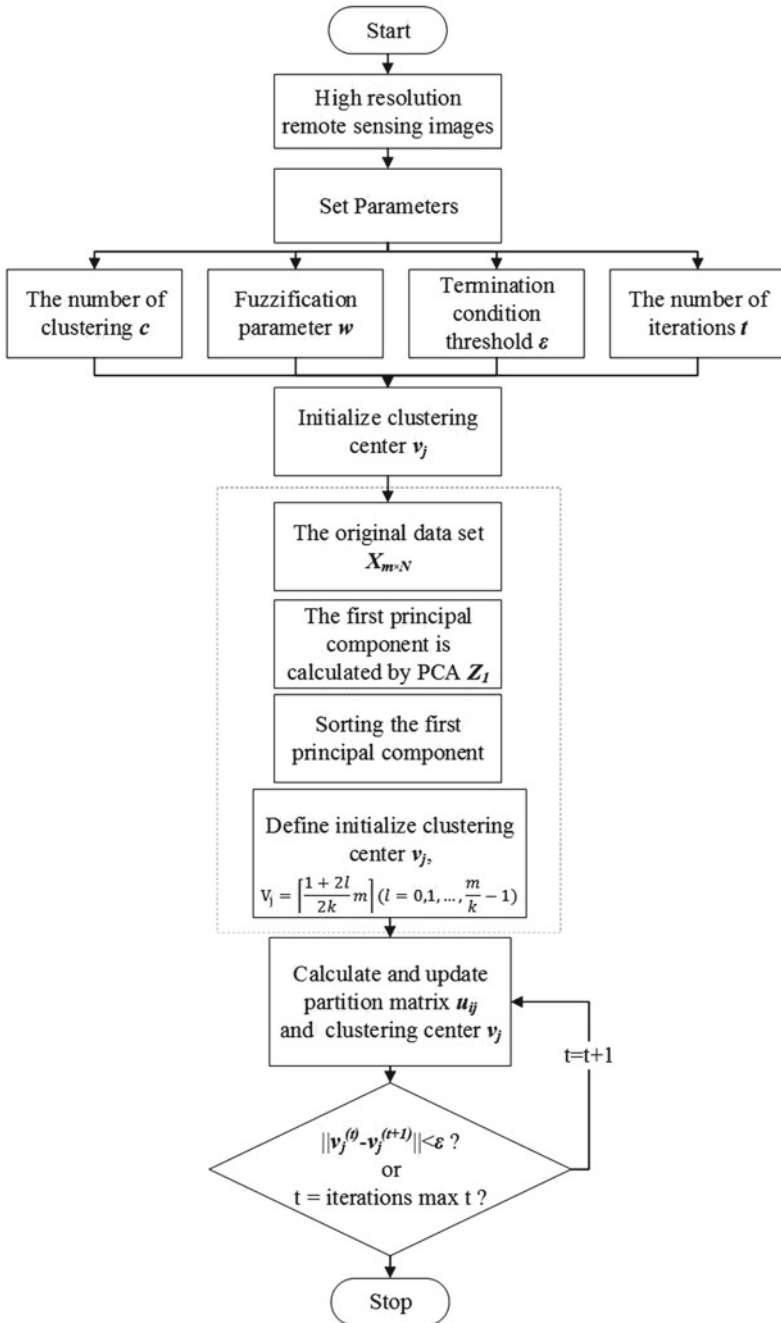 Start
High resolution
remote sensing images
Set Parameters
The number of
clustering c
Fuzzification
parameter w
Termination
condition
threshold ε
The number of
iterations t
Initialize clustering
center vⱼ
The original data set
Xₘₓₙ
The first principal
component is
calculated by PCA Z₁
Sorting the first
principal component
Define initialize clustering
center vⱼ,
Vⱼ = ⌈(1 + 2l)/(2k) m⌉ (l = 0,1, …, m/k − 1)
Calculate and update
partition matrix uᵢⱼ
and clustering center vⱼ
t=t+1
||vⱼ⁽ᵗ⁾-vⱼ⁽ᵗ⁺¹⁾||<ε ?
or
t = iterations max t ?
Stop